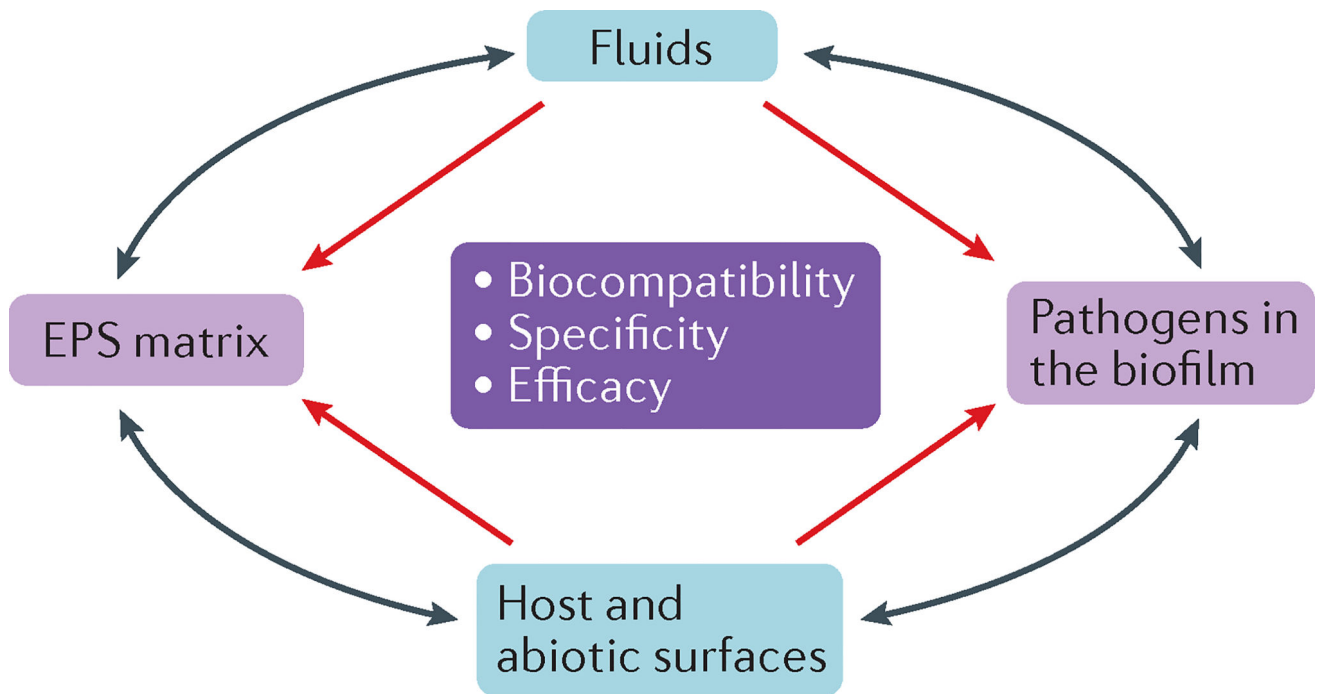 Fluids
EPS matrix
• Biocompatibility
• Specificity
• Efficacy
Pathogens in
the biofilm
Host and
abiotic surfaces